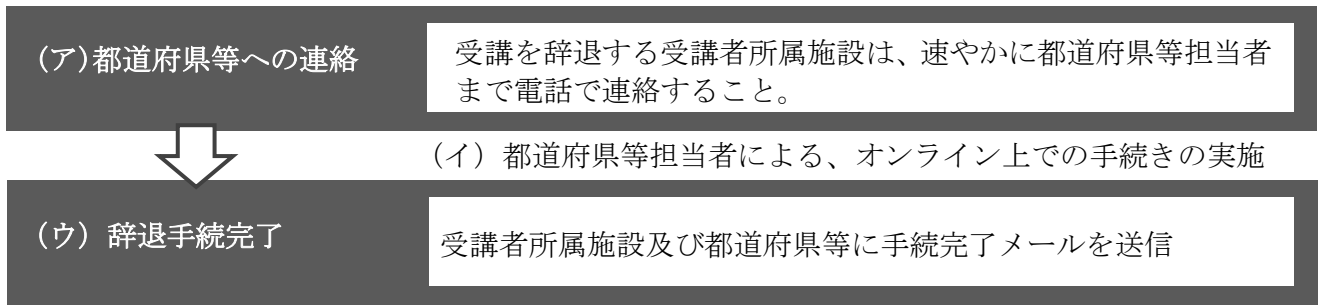 (ア)都道府県等への連絡
受講を辞退する受講者所属施設は、速やかに都道府県等担当者
まで電話で連絡すること。
(イ) 都道府県等担当者による、オンライン上での手続きの実施
(ウ) 辞退手続完了
受講者所属施設及び都道府県等に手続完了メールを送信